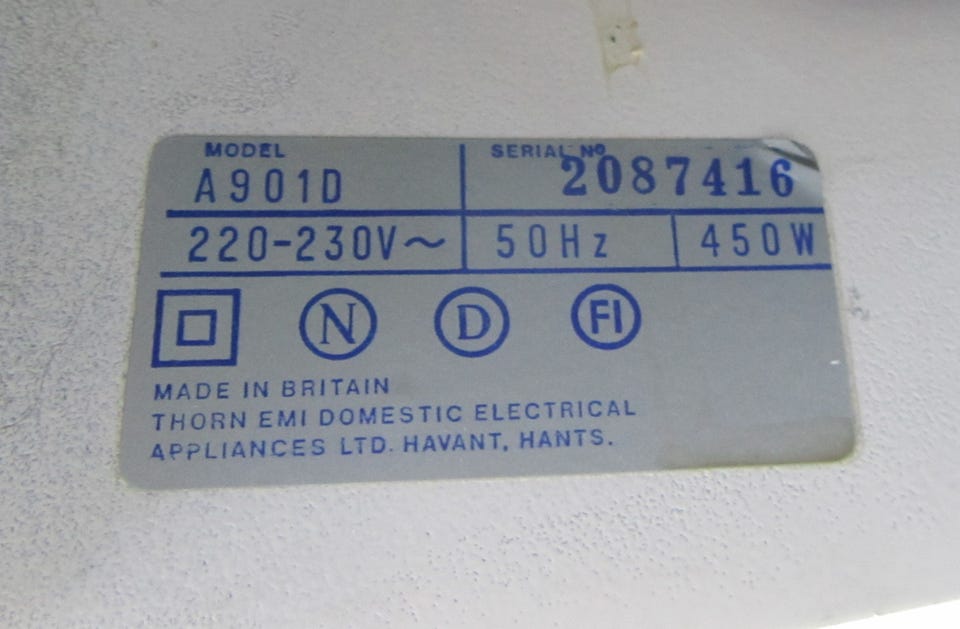 MODEL SERIAL Nº
A901D 2087416
220-230V~ 50Hz 450W
N D FI
MADE IN BRITAIN
THORN EMI DOMESTIC ELECTRICAL
APPLIANCES LTD. HAVANT, HANTS.